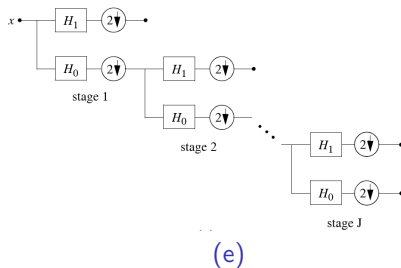 x H₁ 2
H₀ 2 H₁ 2
stage 1
H₀ 2
stage 2
H₁ 2
H₀ 2
stage J
(e)